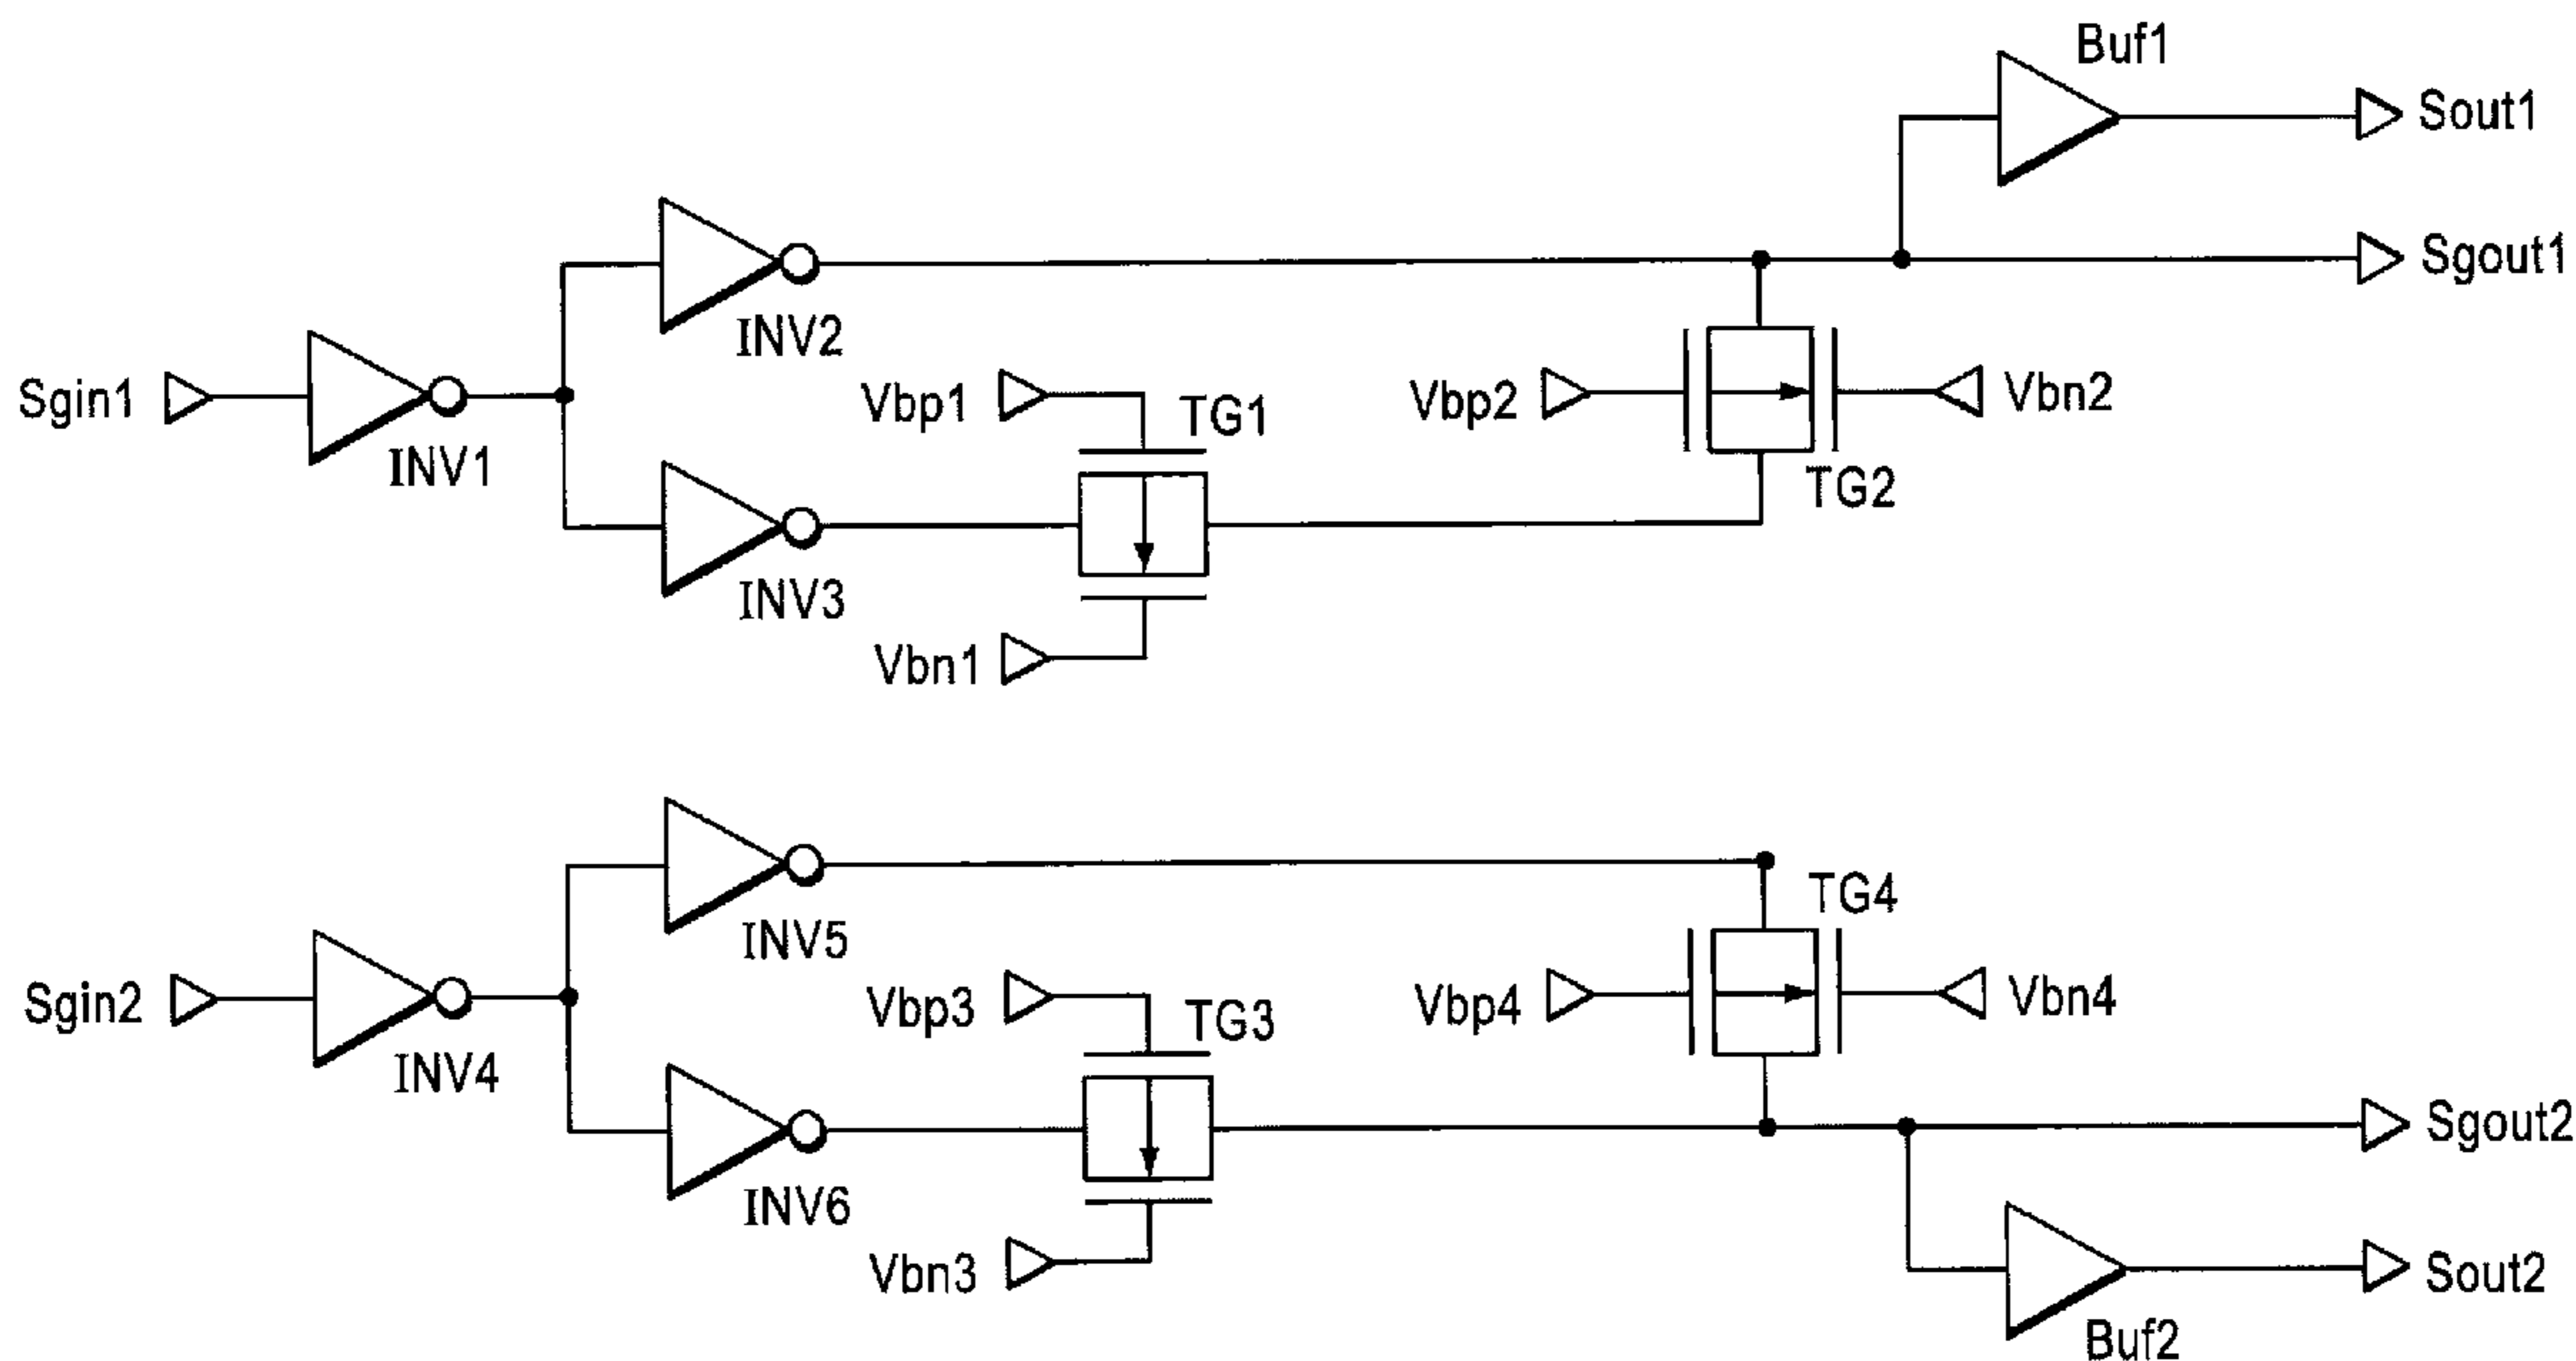 Buf1
Sout1
Sgout1
INV2
Sgin1
INV1
Vbp1
TG1
Vbp2
Vbn2
TG2
INV3
Vbn1
TG4
INV5
Sgin2
INV4
Vbp3
TG3
Vbp4
Vbn4
Sgout2
INV6
Vbn3
Sout2
Buf2